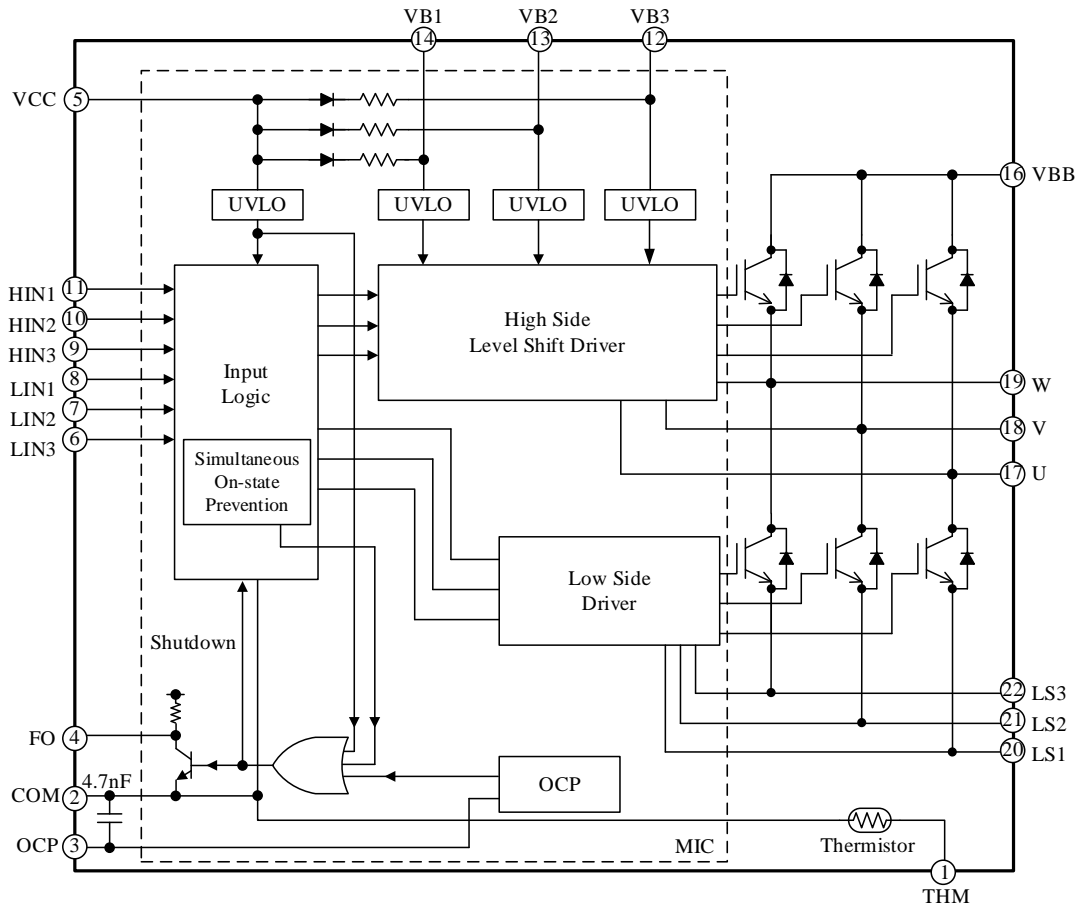 VB1
VB2
VB3
14
13
12
VCC
5
16
VBB
UVLO
UVLO
UVLO
UVLO
HIN1
11
HIN2
10
HIN3
9
LIN1
8
LIN2
7
LIN3
6
Input
Logic
High Side
Level Shift Driver
19
W
18
V
17
U
Simultaneous
On-state
Prevention
Low Side
Driver
Shutdown
22
LS3
21
LS2
20
LS1
FO
4
4.7nF
COM
2
OCP
OCP
3
MIC
Thermistor
1
THM